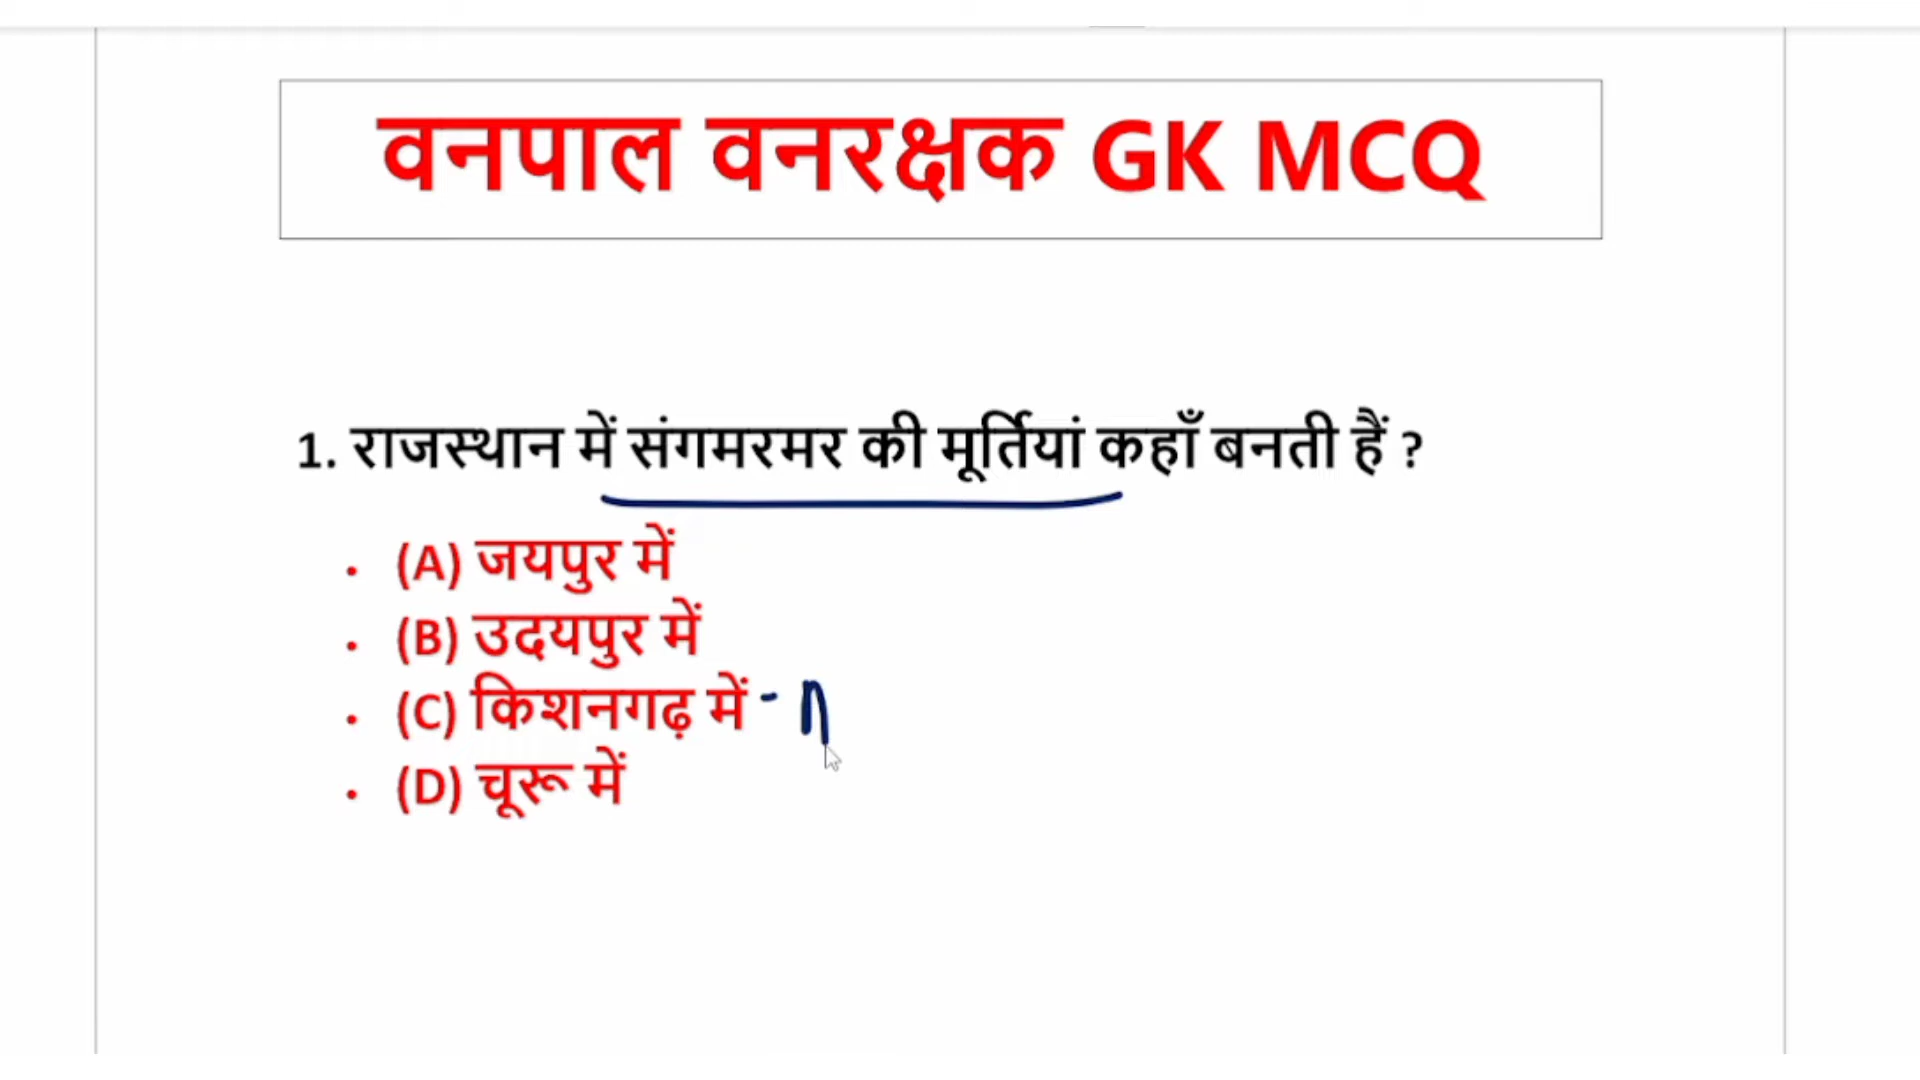 वनपाल वनरक्षक GK MCQ
1. राजस्थान में संगमरमर की मूर्तियां कहाँ बनती हैं ?
• (A) जयपुर में
• (B) उदयपुर में
• (C) किशनगढ़ में -
• (D) चूरू में